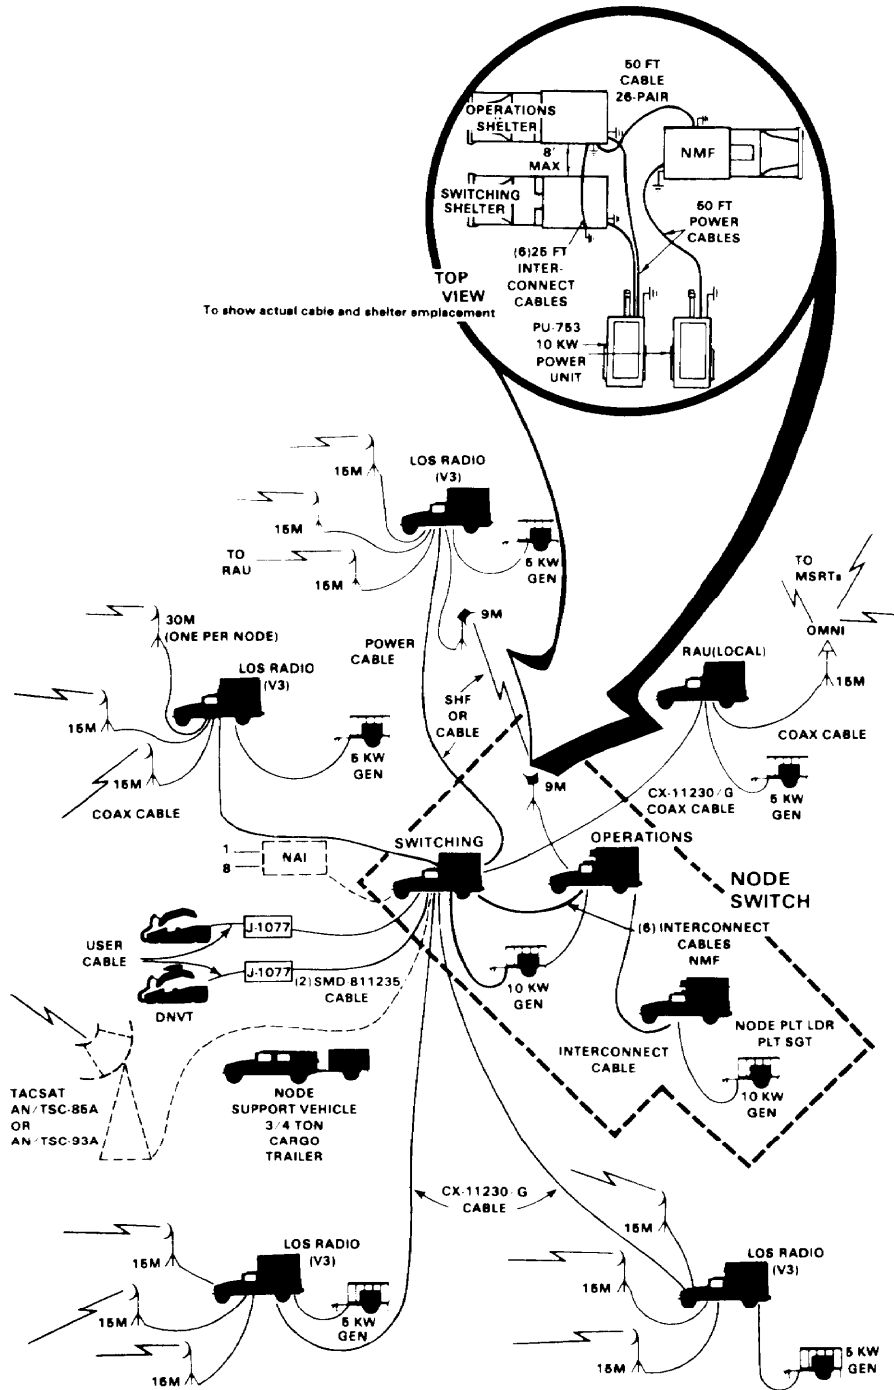 50 FT
CABLE
26-PAIR
OPERATIONS
SHELTER
8'
MAX
NMF
SWITCHING
SHELTER
(6)25 FT
INTER-
CONNECT
CABLES
50 FT
POWER
CABLES
TOP
VIEW
To show actual cable and shelter emplacement
PU-753
10 KW
POWER
UNIT
LOS RADIO
(V3)
15M
15M
TO
RAU
15M
5 KW
GEN
TO
MSRTs
30M
(ONE PER NODE)
9M
OMNI
POWER
CABLE
RAU(LOCAL)
LOS RADIO
(V3)
15M
15M
SHF
OR
CABLE
COAX CABLE
5 KW
GEN
15M
9M
CX-11230/G
COAX CABLE
5 KW
GEN
COAX CABLE
SWITCHING
OPERATIONS
1
8
NAI
NODE
SWITCH
J-1077
(6) INTERCONNECT
CABLES
NMF
USER
CABLE
J-1077
(2)SMD-811235
CABLE
10 KW
GEN
DNVT
NODE PLT LDR
PLT SGT
INTERCONNECT
CABLE
10 KW
GEN
TACSAT
AN/TSC-85A
OR
AN/TSC-93A
NODE
SUPPORT VEHICLE
3/4 TON
CARGO
TRAILER
CX-11230-G
CABLE
15M
LOS RADIO
(V3)
15M
15M
5 KW
GEN
15M
LOS RADIO
(V3)
15M
15M
5 KW
GEN